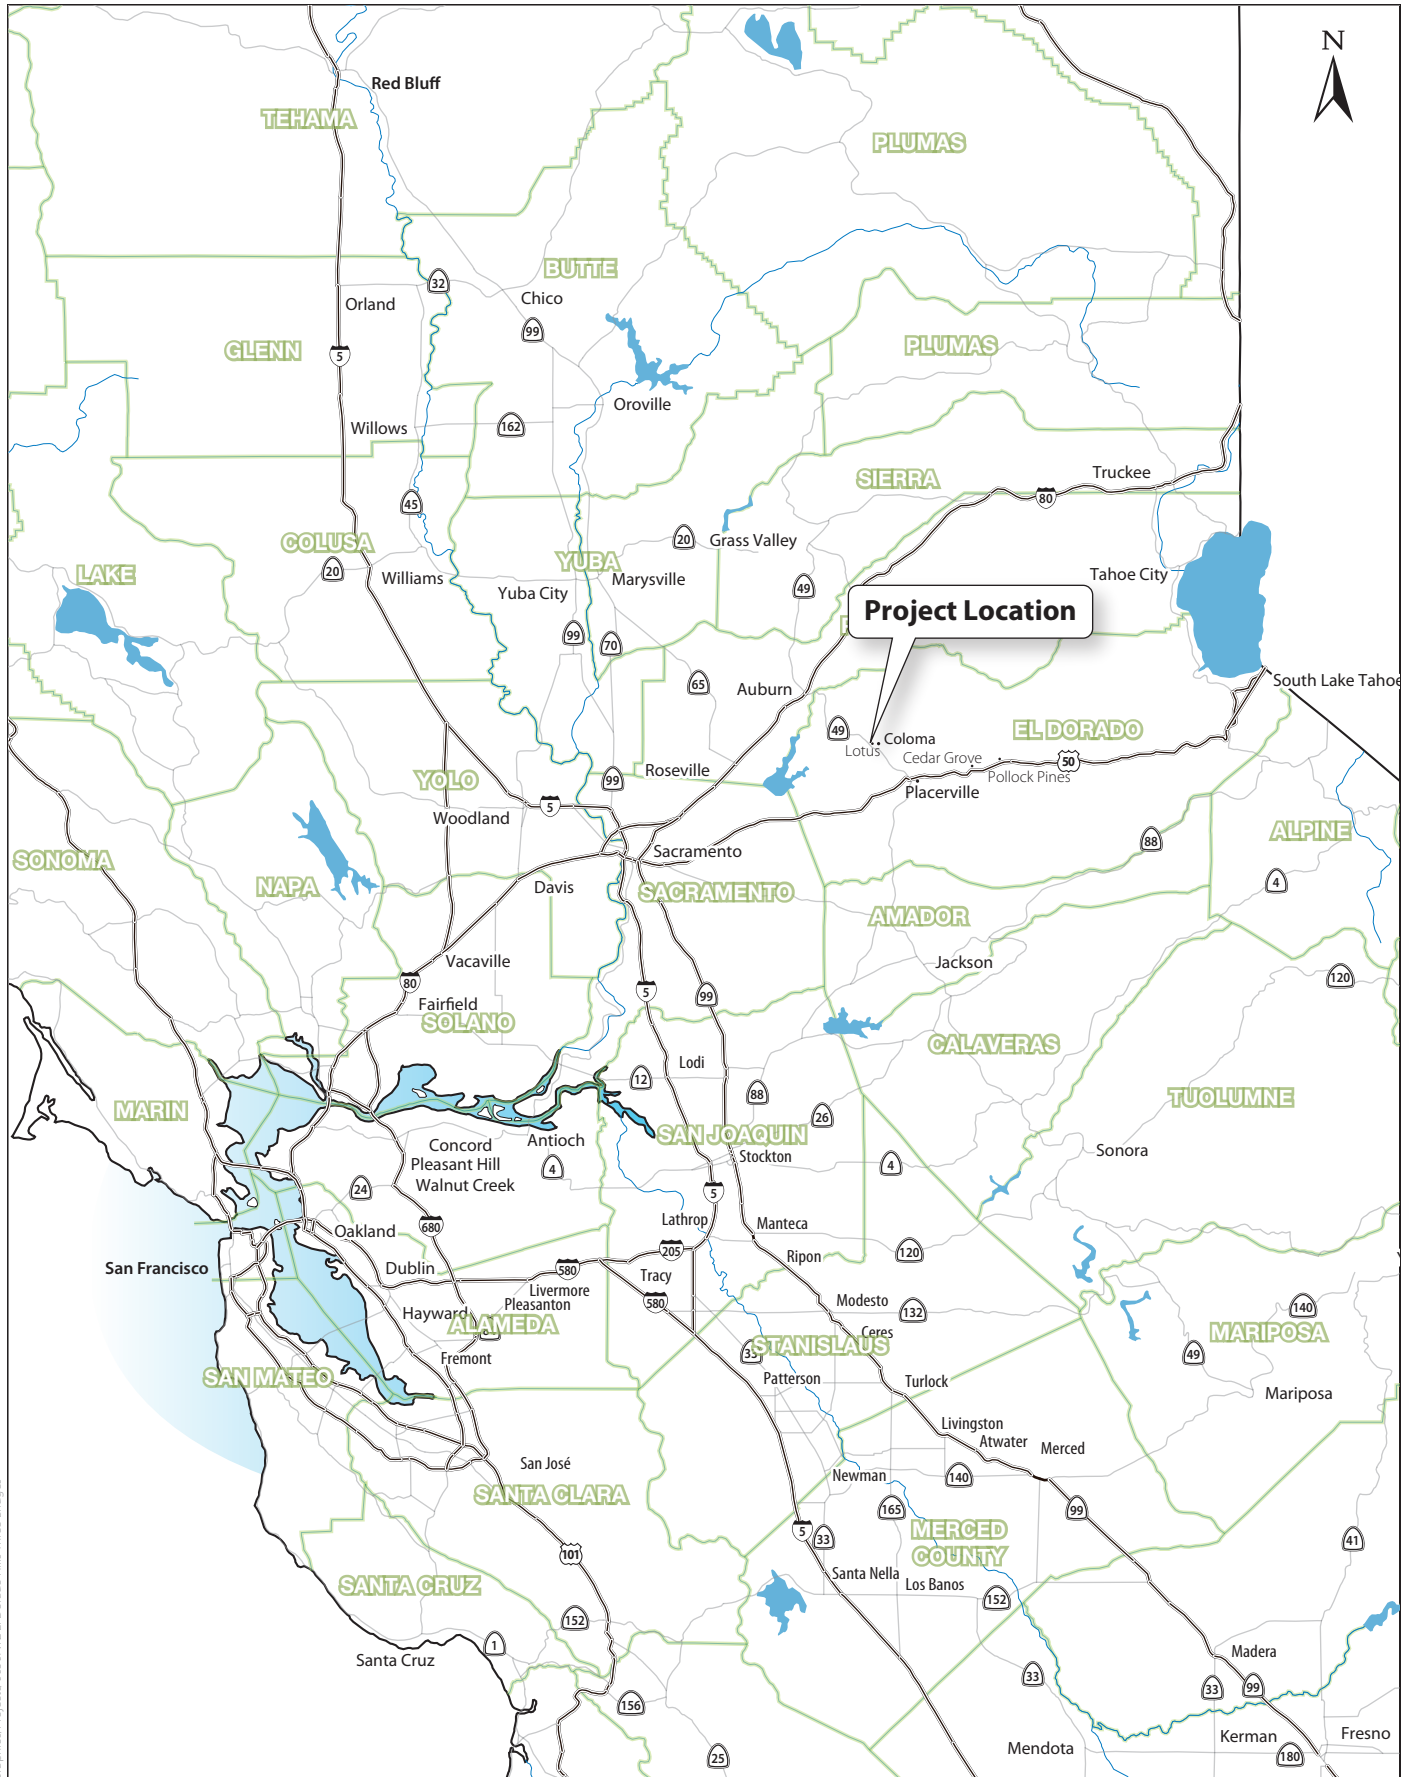 N
Red Bluff
TEHAMA
PLUMAS
BUTTE
32
Orland
Chico
99
GLENN
5
PLUMAS
Oroville
Willows
162
Truckee
SIERRA
80
45
20
Grass Valley
COLUSA
YUBA
20
Williams
Marysville
LAKE
Tahoe City
Yuba City
49
Project Location
99
70
65
Auburn
South Lake Tahoe
49
EL DORADO
Coloma
Lotus
Cedar Grove
50
Roseville
Pollock Pines
YOLO
99
Placerville
5
Woodland
ALPINE
88
Sacramento
SONOMA
4
NAPA
Davis
SACRAMENTO
AMADOR
Vacaville
Jackson
120
80
5
99
Fairfield
SOLANO
CALAVERAS
Lodi
12
88
TUOLUMNE
MARIN
26
SAN JOAQUIN
Antioch
Concord
Pleasant Hill
Walnut Creek
Stockton
Sonora
4
4
24
5
Lathrop
Manteca
680
Oakland
205
120
Ripon
San Francisco
Dublin
580
Tracy
Livermore
Pleasanton
580
Modesto
140
Hayward
132
ALAMEDA
Ceres
MARIPOSA
33
STANISLAUS
49
Fremont
SAN MATEO
Patterson
Turlock
Mariposa
Livingston
Atwater
Merced
San José
Newman
140
SANTA CLARA
165
99
MERCED
COUNTY
5
33
41
101
Santa Nella
Los Banos
SANTA CRUZ
152
152
1
Madera
Santa Cruz
33
33
99
156
Kerman
Fresno
Mendota
25
180